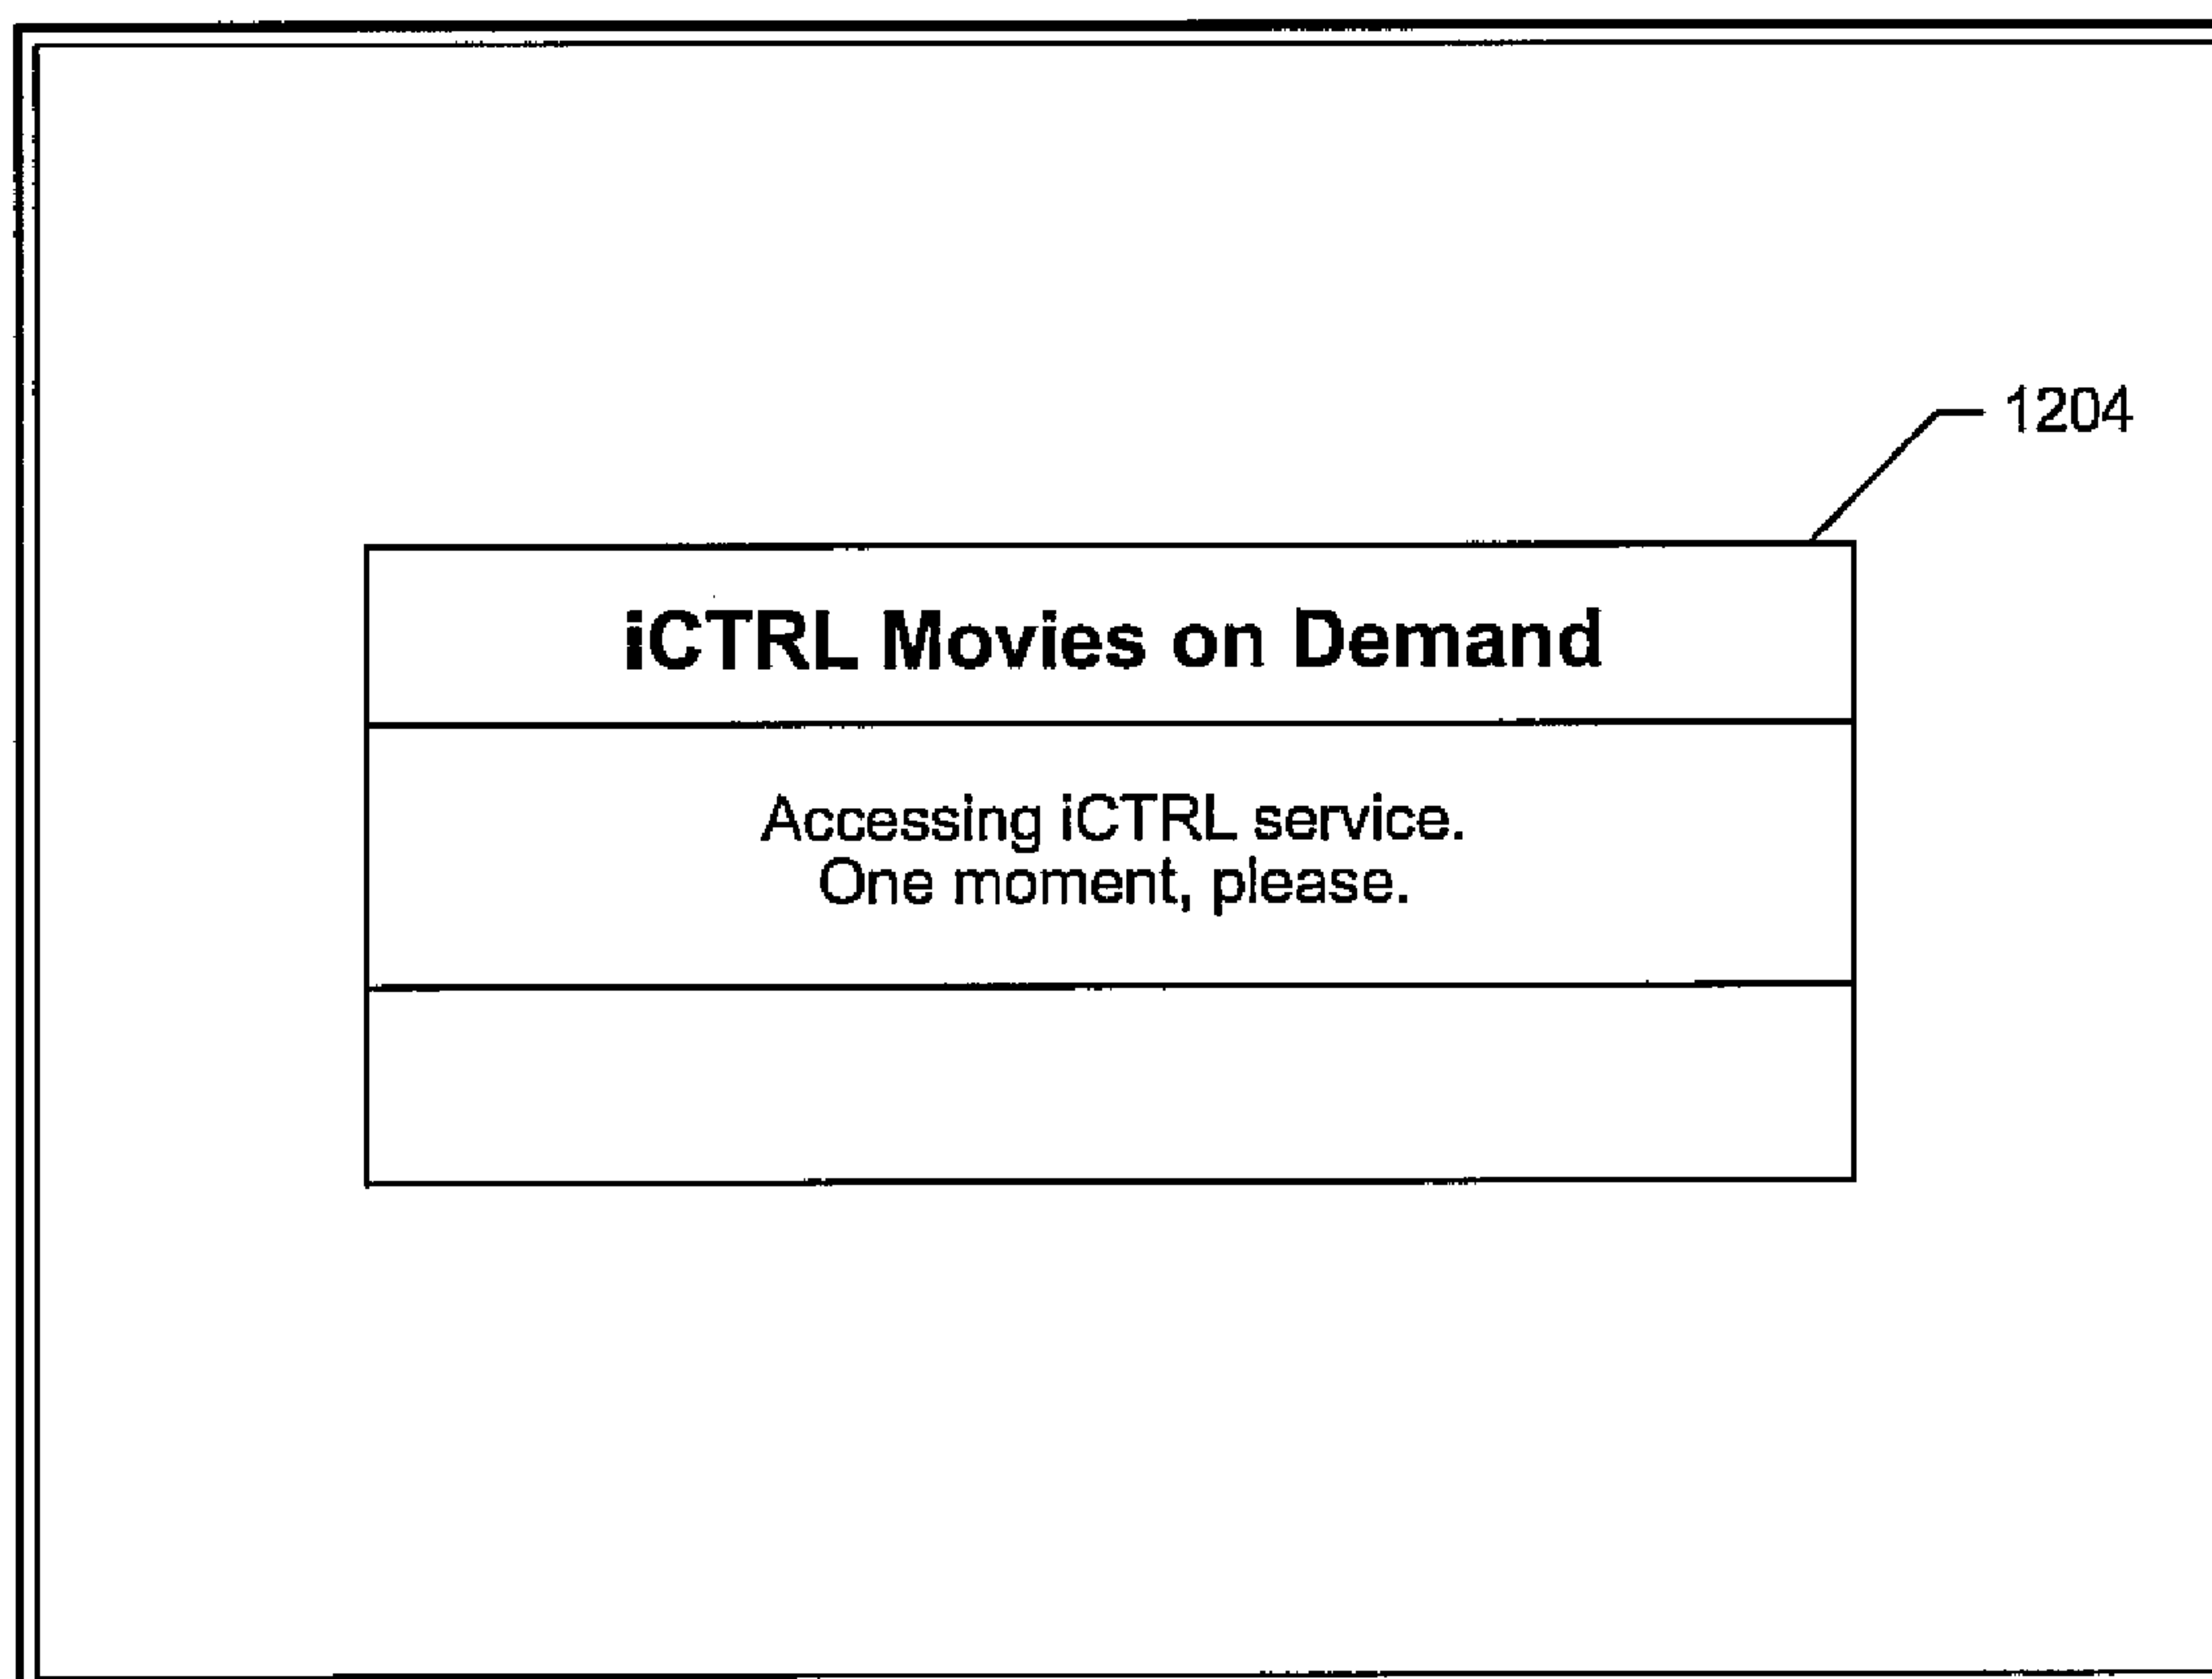 1204
iCTRL Movies on Demand
Accessing iCTRL service.
One moment, please.